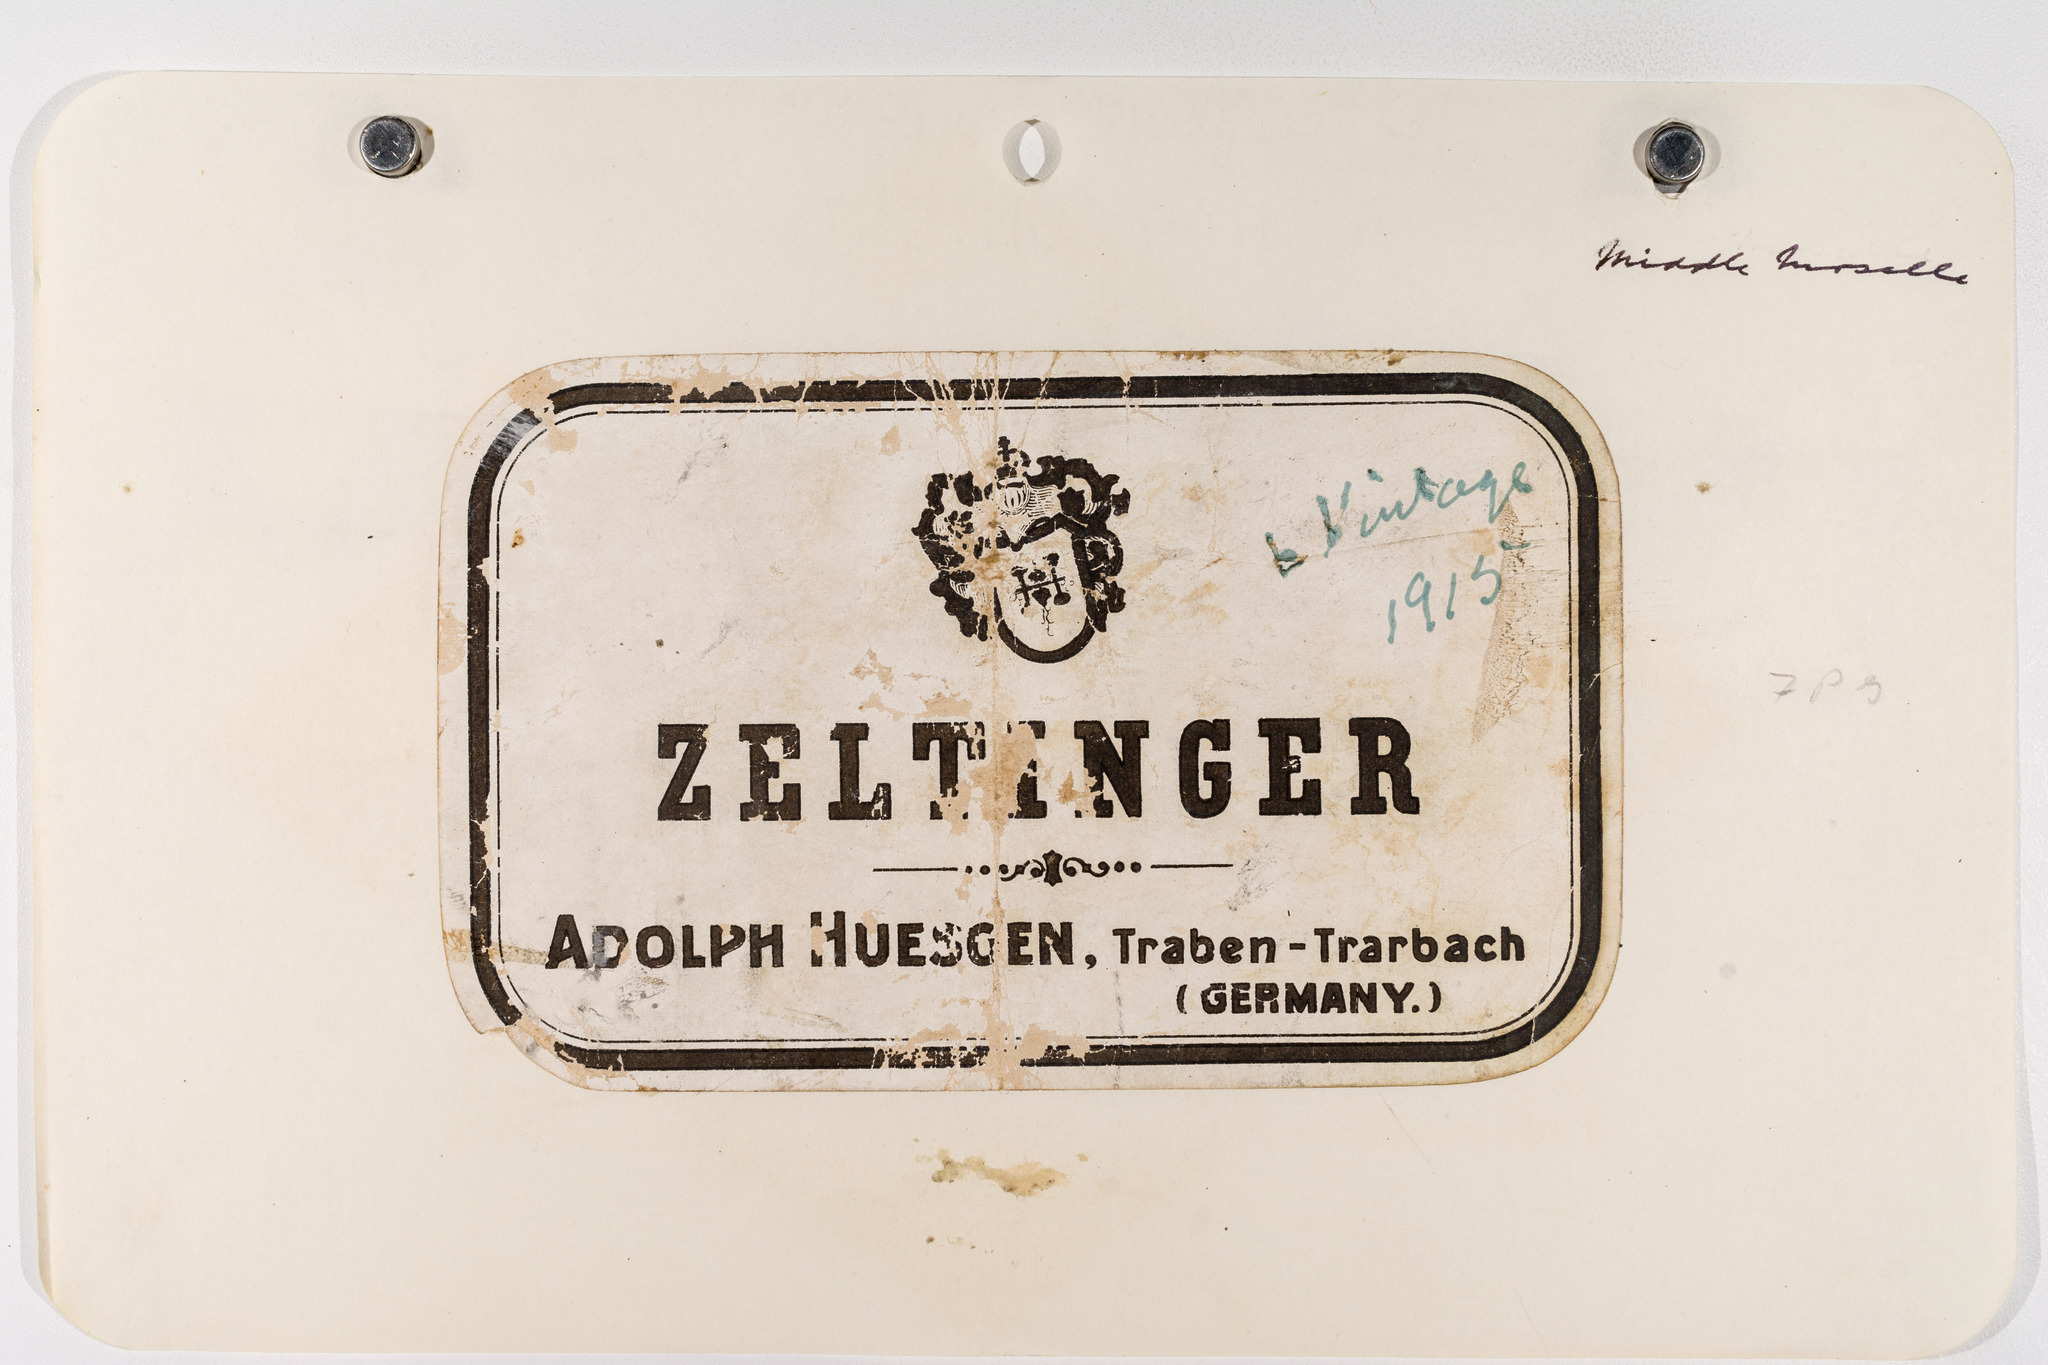 Middle Moselle
Vintage
1915
ZELTINGER
ADOLPH HUESGEN, Traben-Trarbach
(GERMANY.)